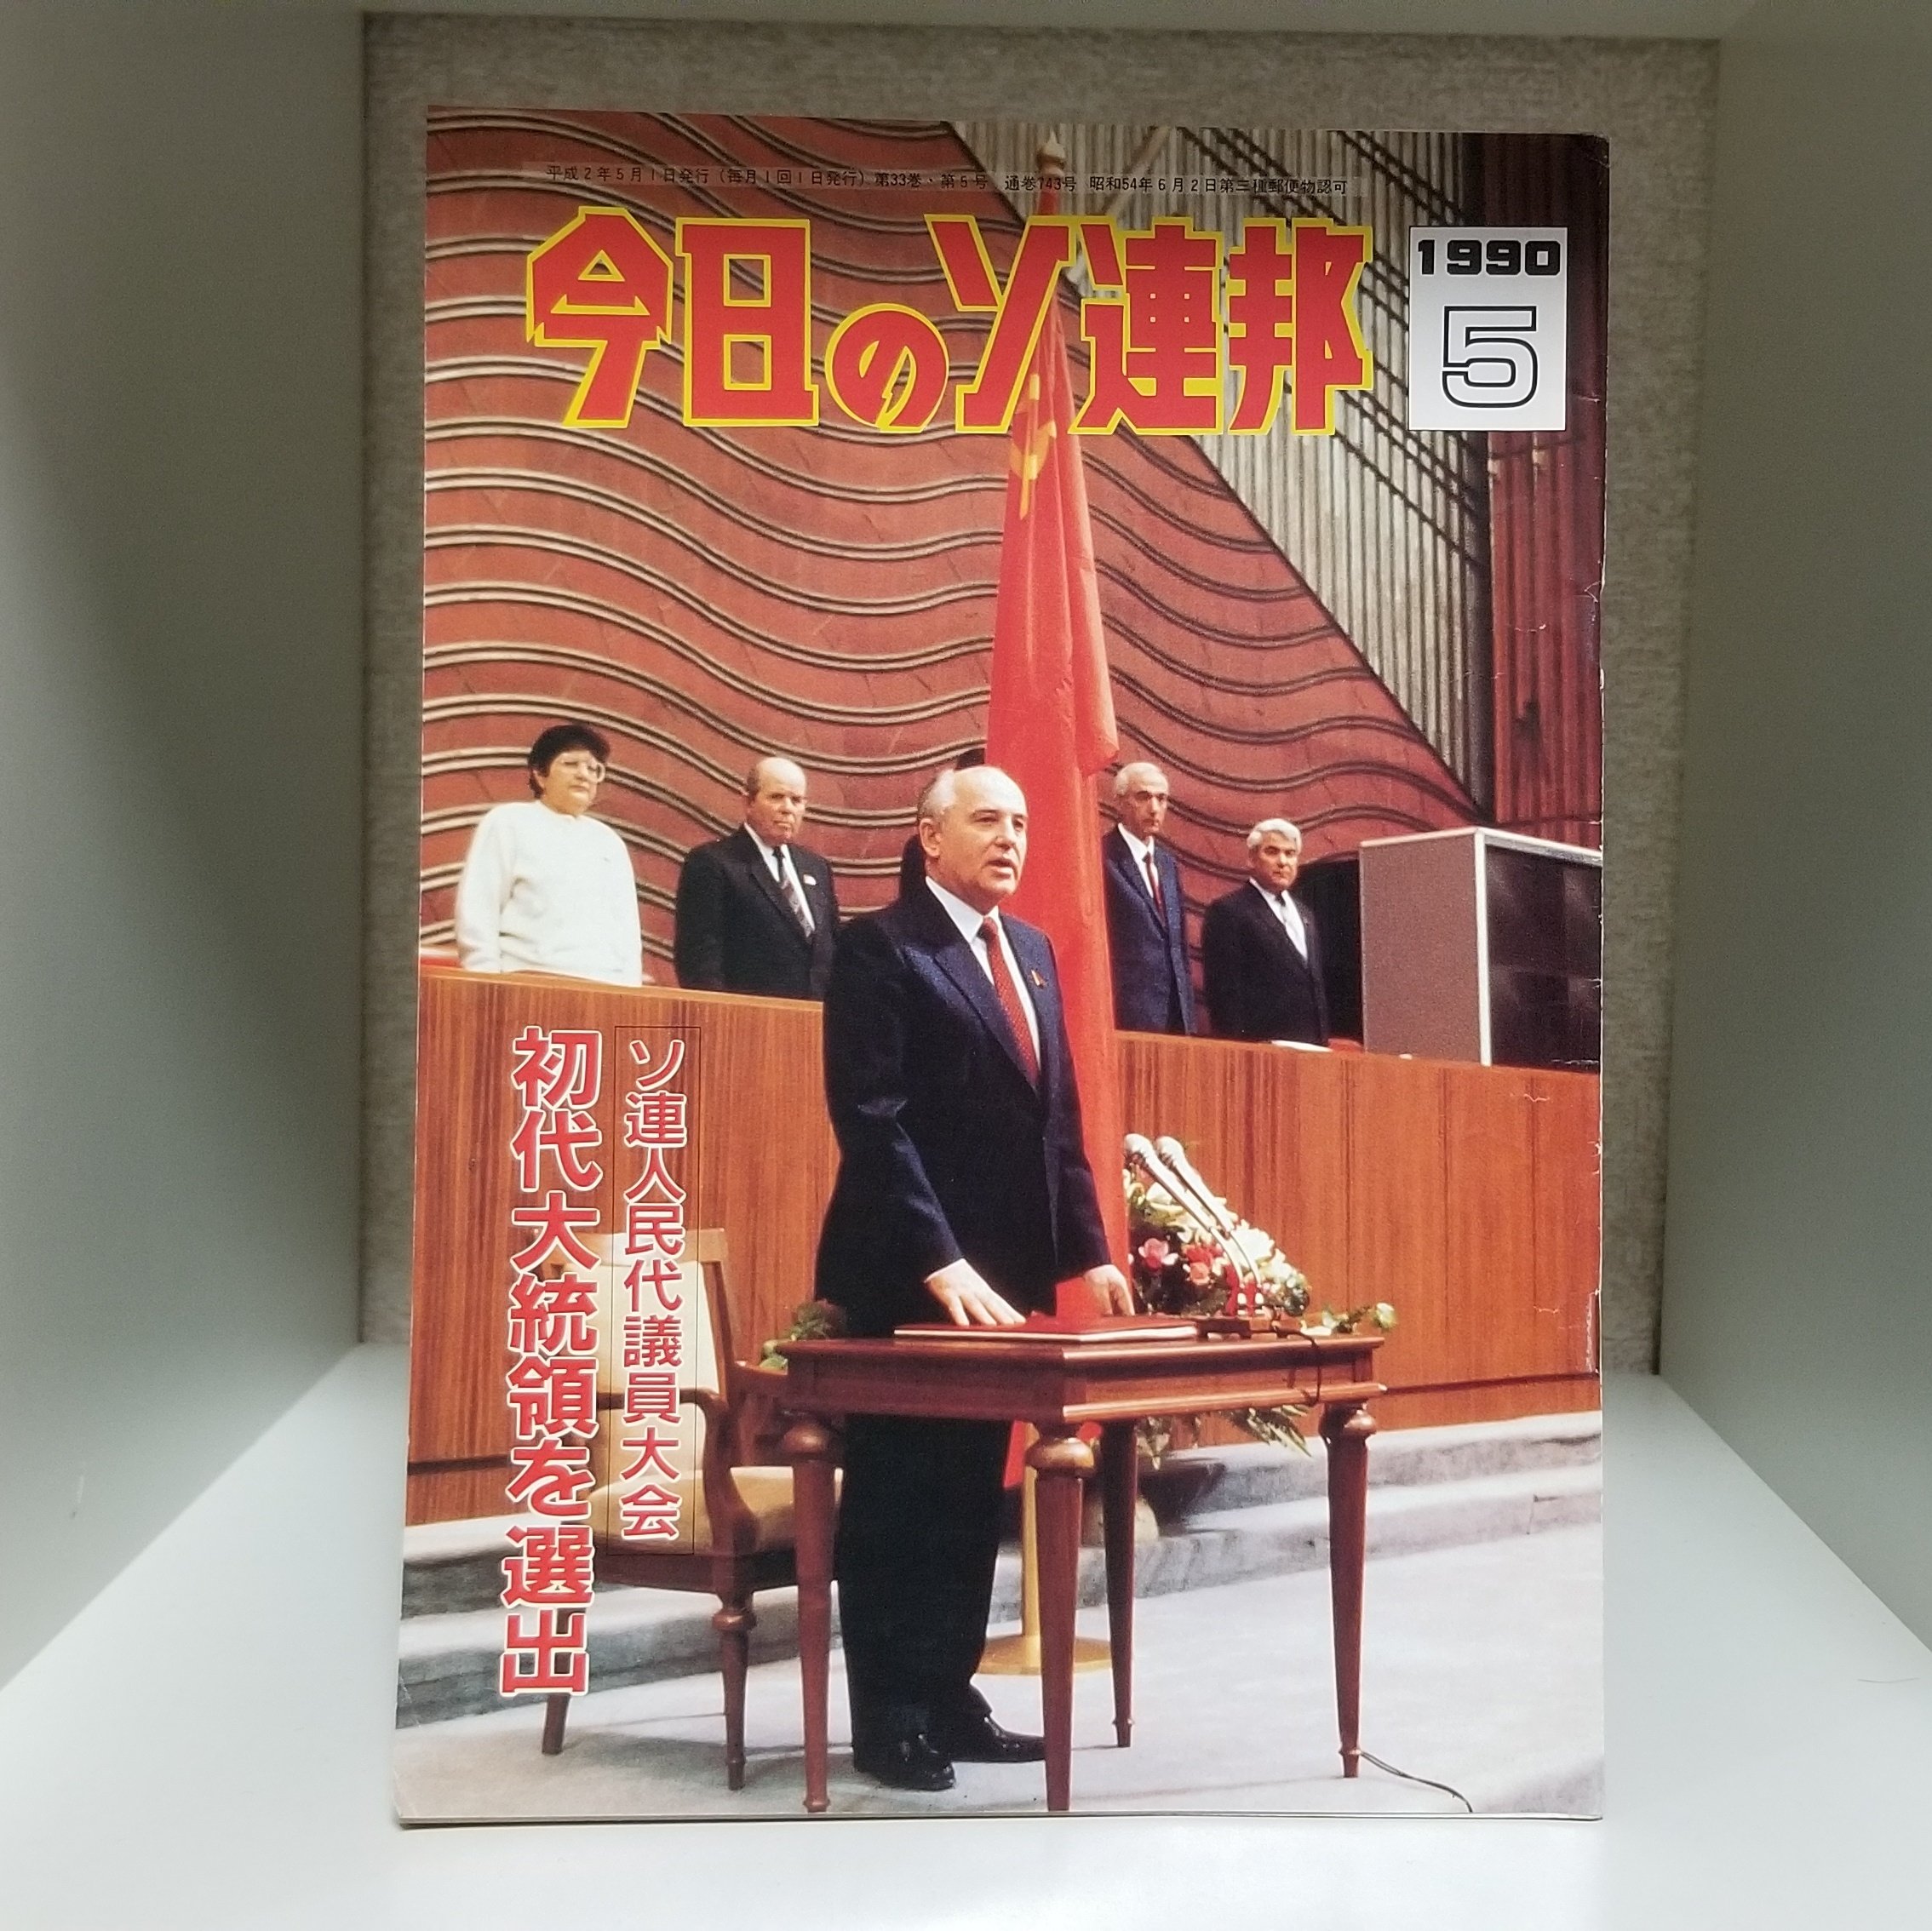 平成2年5月1日発行(毎月1回1日発行)第33巻・第5号 通巻743号 昭和54年6月2日第三種郵便物認可
今日のソ連邦
1990
5
ソ連人民代議員大会
初代大統領を選出